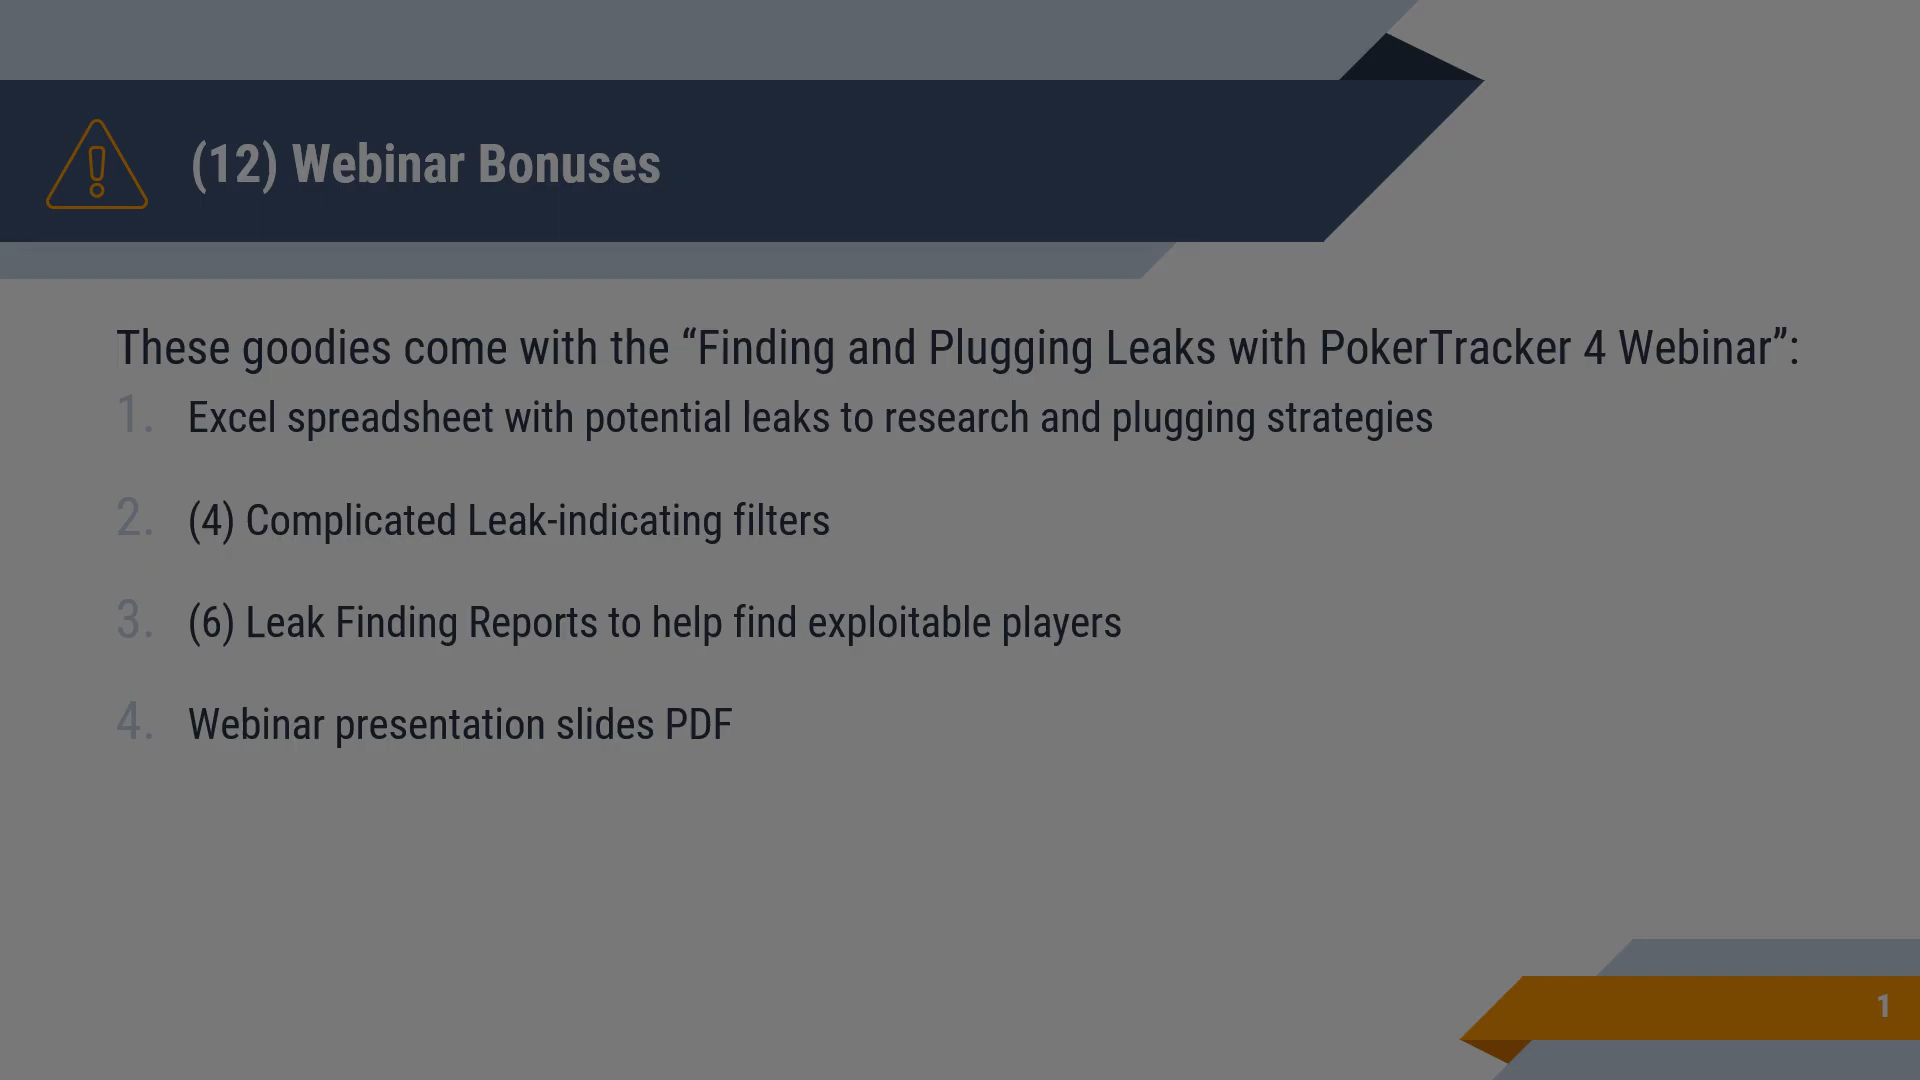 (12) Webinar Bonuses
These goodies come with the “Finding and Plugging Leaks with PokerTracker 4 Webinar”:
1. Excel spreadsheet with potential leaks to research and plugging strategies
2. (4) Complicated Leak-indicating filters
3. (6) Leak Finding Reports to help find exploitable players
4. Webinar presentation slides PDF
1